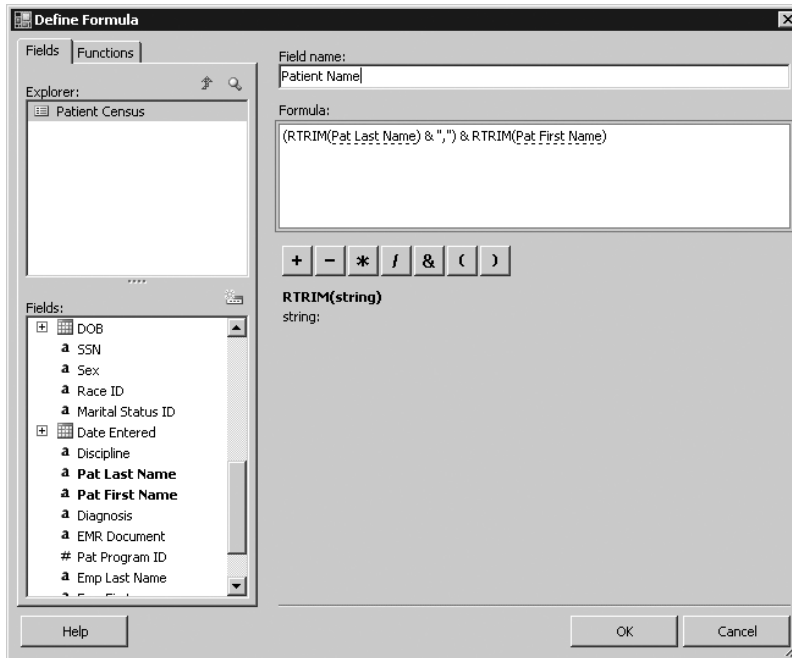 Define Formula
Fields Functions
Explorer:
Patient Census
Fields:
DOB
a SSN
a Sex
a Race ID
a Marital Status ID
Date Entered
a Discipline
a Pat Last Name
a Pat First Name
a Diagnosis
a EMR Document
# Pat Program ID
a Emp Last Name
Field name:
Patient Name
Formula:
(RTRIM(Pat Last Name) & ",") & RTRIM(Pat First Name)
+ - * / & ( )
RTRIM(string)
string:
Help OK Cancel